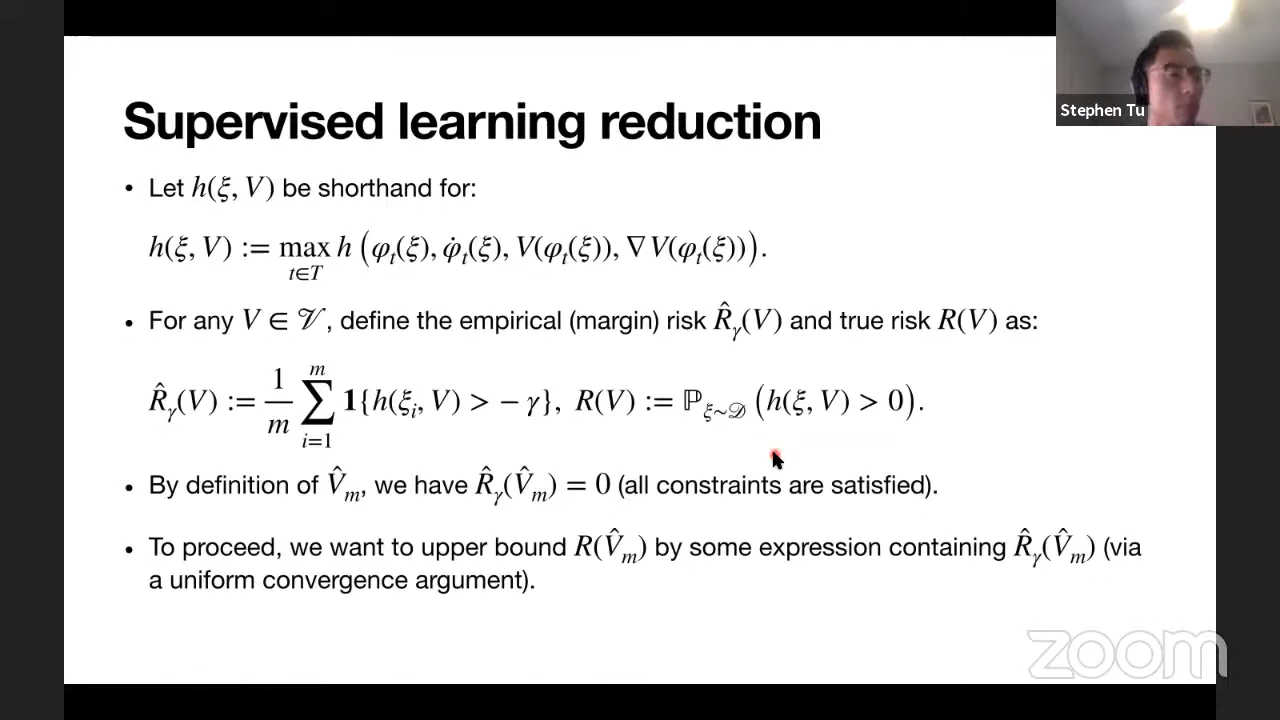 Stephen Tu
Supervised learning reduction
• Let h(ξ, V) be shorthand for:
h(ξ, V) := max_{t∈T} h (φ_t(ξ), φ̇_t(ξ), V(φ_t(ξ)), ∇V(φ_t(ξ))).
• For any V ∈ 𝒱, define the empirical (margin) risk R̂_γ(V) and true risk R(V) as:
R̂_γ(V) := 1/m ∑_{i=1}^{m} 𝟏{h(ξ_i, V) > − γ}, R(V) := ℙ_{ξ∼𝒟} (h(ξ, V) > 0).
• By definition of V̂_m, we have R̂_γ(V̂_m) = 0 (all constraints are satisfied).
• To proceed, we want to upper bound R(V̂_m) by some expression containing R̂_γ(V̂_m) (via
a uniform convergence argument).
zoom